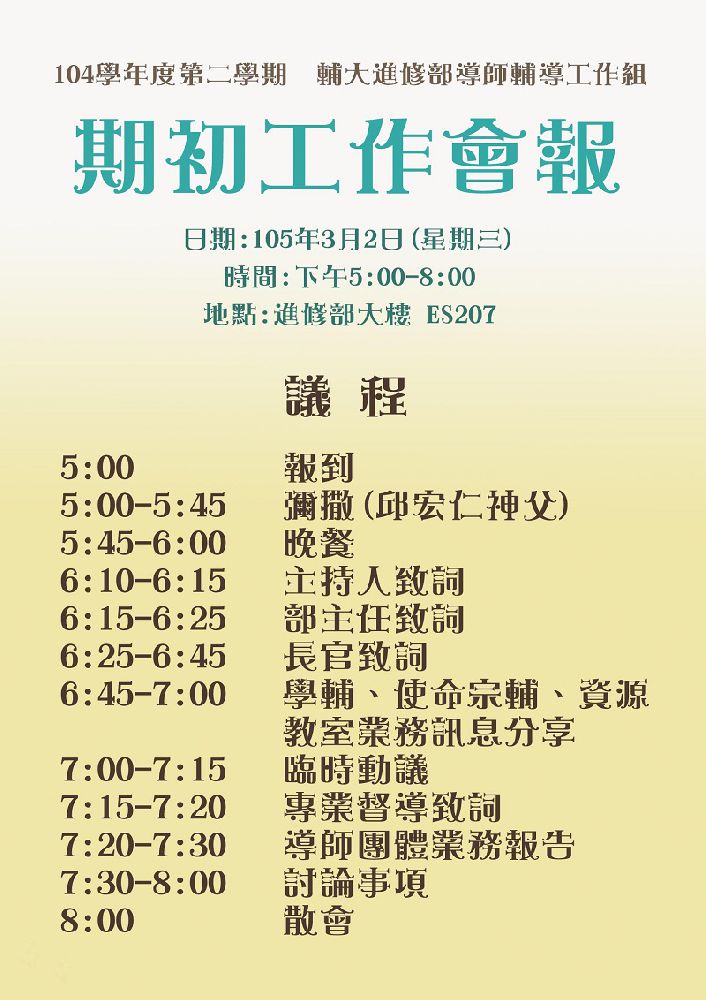 104學年度第二學期　輔大進修部導師輔導工作組
期初工作會報
日期:105年3月2日(星期三)
時間:下午5:00-8:00
地點:進修部大樓 ES207
議 程
5:00 報到
5:00-5:45 彌撒(邱宏仁神父)
5:45-6:00 晚餐
6:10-6:15 主持人致詞
6:15-6:25 部主任致詞
6:25-6:45 長官致詞
6:45-7:00 學輔、使命宗輔、資源
教室業務訊息分享
7:00-7:15 臨時動議
7:15-7:20 專業督導致詞
7:20-7:30 導師團體業務報告
7:30-8:00 討論事項
8:00 散會